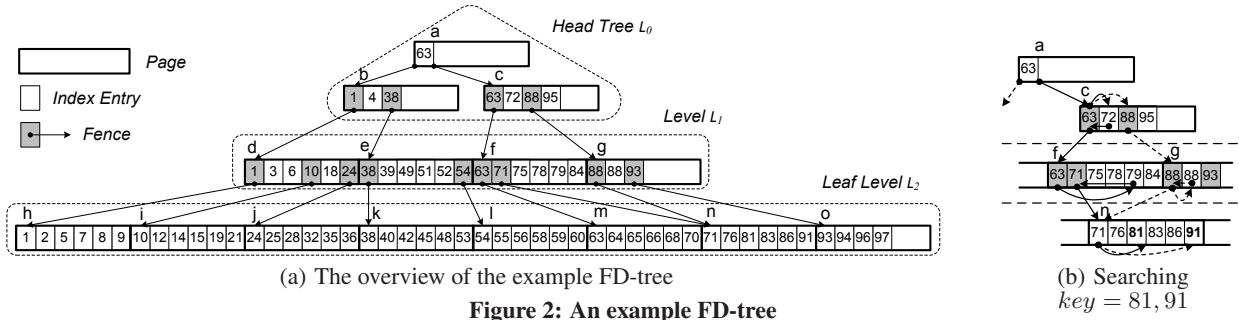 Head Tree L0
a
a
63
63
Page
b
c
c
1 4 38
63 72 88 95
63 72 88 95
Index Entry
Level L1
Fence
d
e
f
g
f
g
1 3 6 10 18 24 38 39 49 51 52 54 63 71 75 78 79 84 88 88 93
63 71 75 78 79 84 88 88 93
Leaf Level L2
h
i
j
k
l
m
n
o
n
1 2 5 7 8 9 10 12 14 15 19 21 24 25 28 32 35 36 38 40 42 45 48 53 54 55 56 58 59 60 63 64 65 66 68 70 71 76 81 83 86 91 93 94 96 97
71 76 81 83 86 91
(a) The overview of the example FD-tree
(b) Searching
key = 81, 91
Figure 2: An example FD-tree